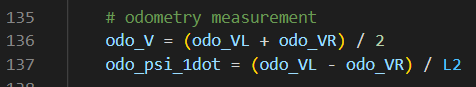 135 # odometry measurement
136 odo_V = (odo_VL + odo_VR) / 2
137 odo_psi_1dot = (odo_VL - odo_VR) / L2